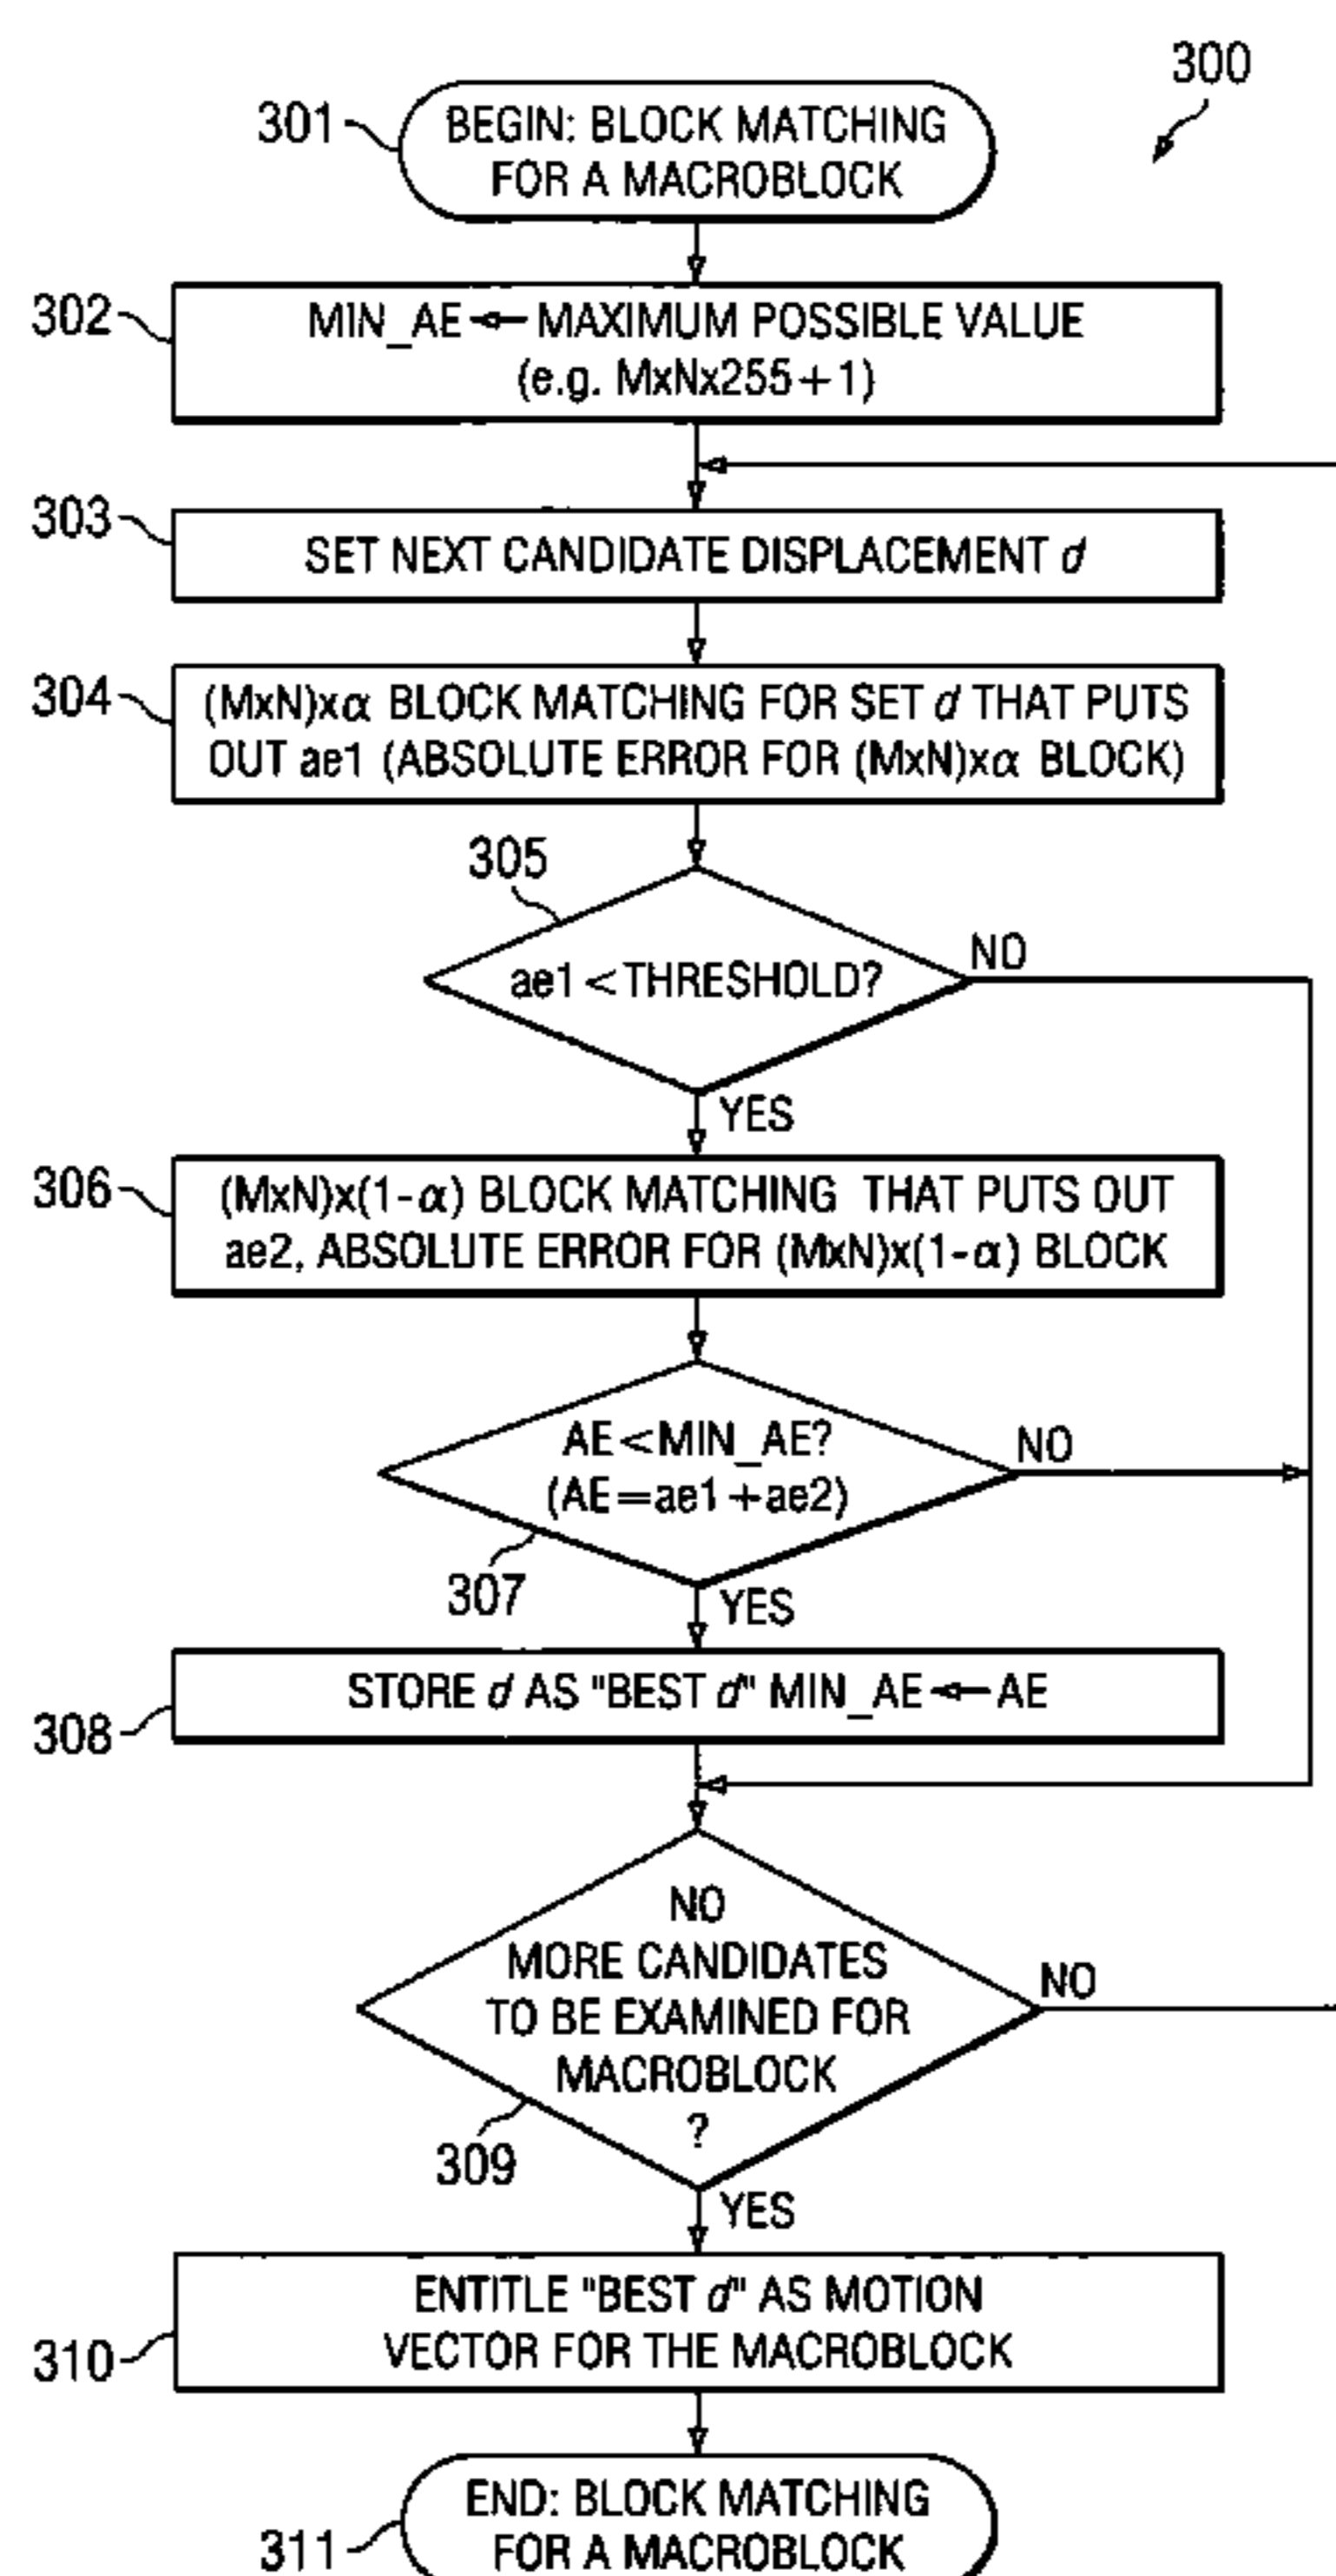 300
301
BEGIN: BLOCK MATCHING
FOR A MACROBLOCK
302
MIN_AE ← MAXIMUM POSSIBLE VALUE
(e.g. MxNx255+1)
303
SET NEXT CANDIDATE DISPLACEMENT d
304
(MxN)xα BLOCK MATCHING FOR SET d THAT PUTS
OUT ae1 (ABSOLUTE ERROR FOR (MxN)xα BLOCK)
305
ae1<THRESHOLD?
NO
YES
306
(MxN)x(1-α) BLOCK MATCHING THAT PUTS OUT
ae2, ABSOLUTE ERROR FOR (MxN)x(1-α) BLOCK
AE<MIN_AE?
(AE=ae1+ae2)
NO
307
YES
STORE d AS "BEST d" MIN_AE ← AE
308
NO
MORE CANDIDATES
TO BE EXAMINED FOR
MACROBLOCK
?
NO
309
YES
ENTITLE "BEST d" AS MOTION
VECTOR FOR THE MACROBLOCK
310
END: BLOCK MATCHING
FOR A MACROBLOCK
311